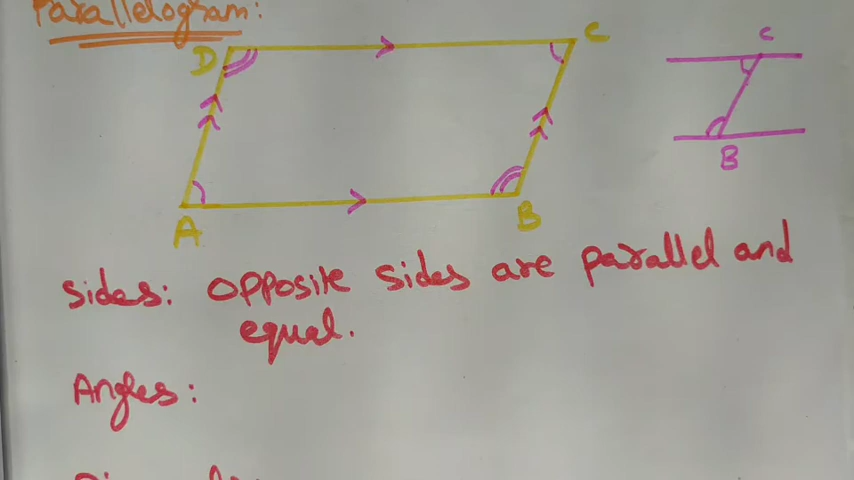 Parallelogram:
D
C
A
B
C
B
Sides: Opposite sides are parallel and
equal.
Angles: